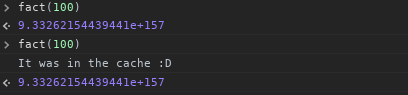 > fact(100)
<· 9.33262154439441e+157
> fact(100)
It was in the cache :D
<· 9.33262154439441e+157